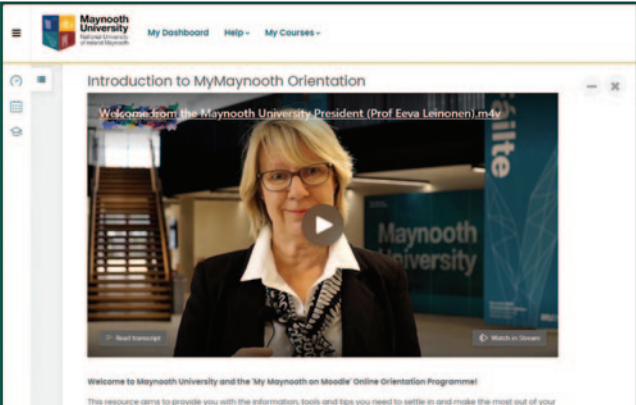 Maynooth
University
National University
of Ireland Maynooth
My Dashboard Help My Courses
Introduction to MyMaynooth Orientation
Welcome from the Maynooth University President (Prof Eeva Leinonen).m4v
áilte
MAYNOOTH UNIVERSITY
Maynooth
University
Read transcript
Watch in Stream
Welcome to Maynooth University and the 'My Maynooth on Moodle' Online Orientation Programme!
This resource aims to provide you with the information, tools and tips you need to settle in and make the most out of your